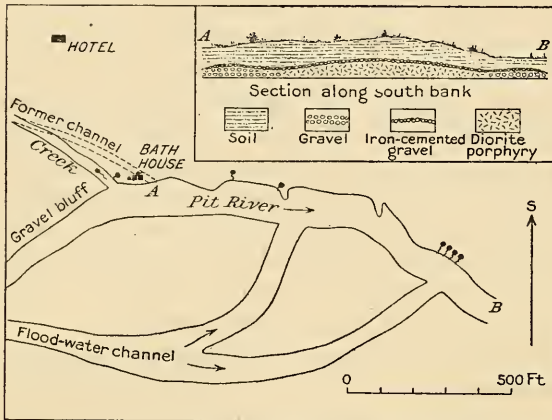 HOTEL
A
B
Section along south bank
Soil
Gravel
Iron-cemented
gravel
Diorite
porphyry
Former channel
Creek
BATH
HOUSE
A
Gravel bluff
Pit River
S
B
Flood-water channel
0 500 Ft